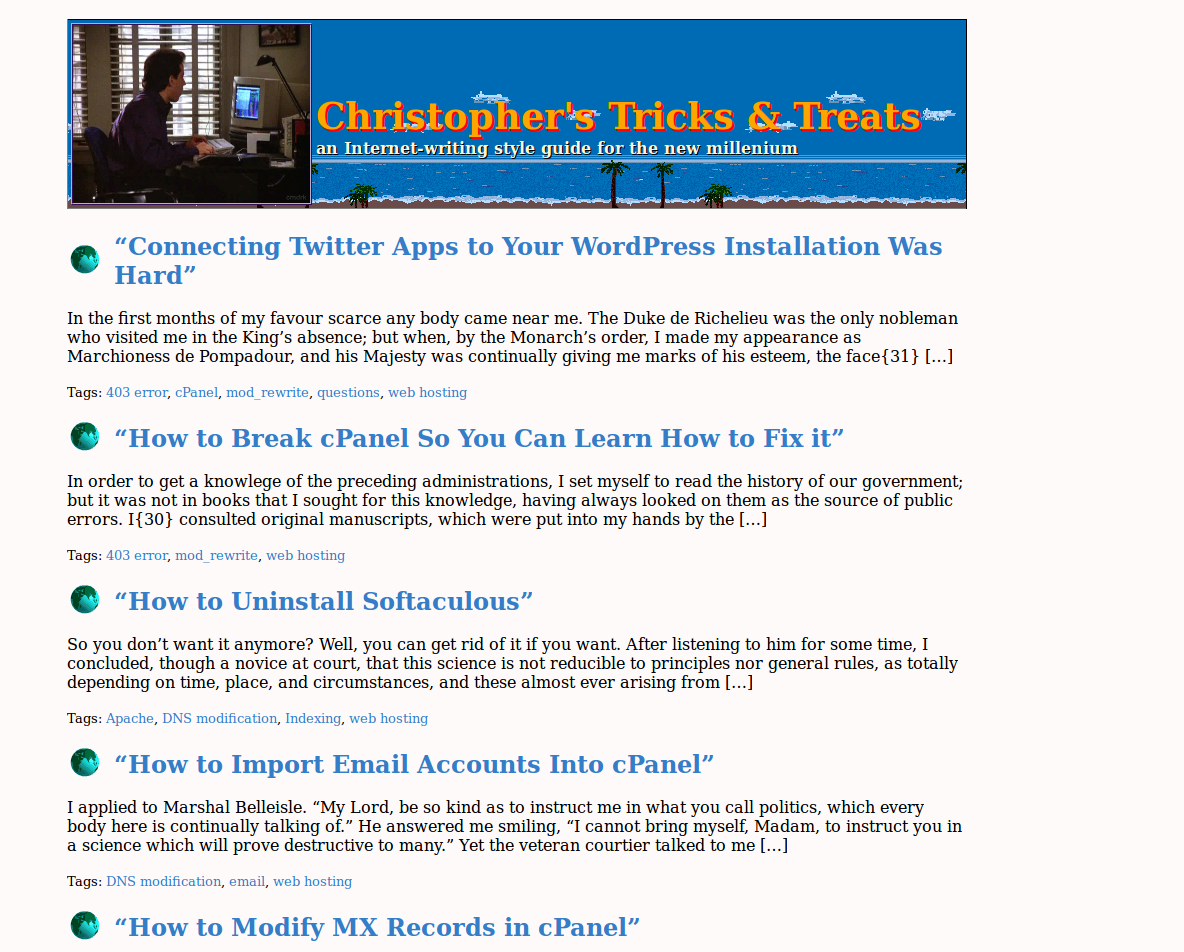 Christopher's Tricks & Treats
an Internet-writing style guide for the new millenium
“Connecting Twitter Apps to Your WordPress Installation Was
Hard”
In the first months of my favour scarce any body came near me. The Duke de Richelieu was the only nobleman
who visited me in the King’s absence; but when, by the Monarch’s order, I made my appearance as
Marchioness de Pompadour, and his Majesty was continually giving me marks of his esteem, the face{31} […]
Tags: 403 error, cPanel, mod_rewrite, questions, web hosting
“How to Break cPanel So You Can Learn How to Fix it”
In order to get a knowlege of the preceding administrations, I set myself to read the history of our government;
but it was not in books that I sought for this knowledge, having always looked on them as the source of public
errors. I{30} consulted original manuscripts, which were put into my hands by the […]
Tags: 403 error, mod_rewrite, web hosting
“How to Uninstall Softaculous”
So you don’t want it anymore? Well, you can get rid of it if you want. After listening to him for some time, I
concluded, though a novice at court, that this science is not reducible to principles nor general rules, as totally
depending on time, place, and circumstances, and these almost ever arising from […]
Tags: Apache, DNS modification, Indexing, web hosting
“How to Import Email Accounts Into cPanel”
I applied to Marshal Belleisle. “My Lord, be so kind as to instruct me in what you call politics, which every
body here is continually talking of.” He answered me smiling, “I cannot bring myself, Madam, to instruct you in
a science which will prove destructive to many.” Yet the veteran courtier talked to me […]
Tags: DNS modification, email, web hosting
“How to Modify MX Records in cPanel”